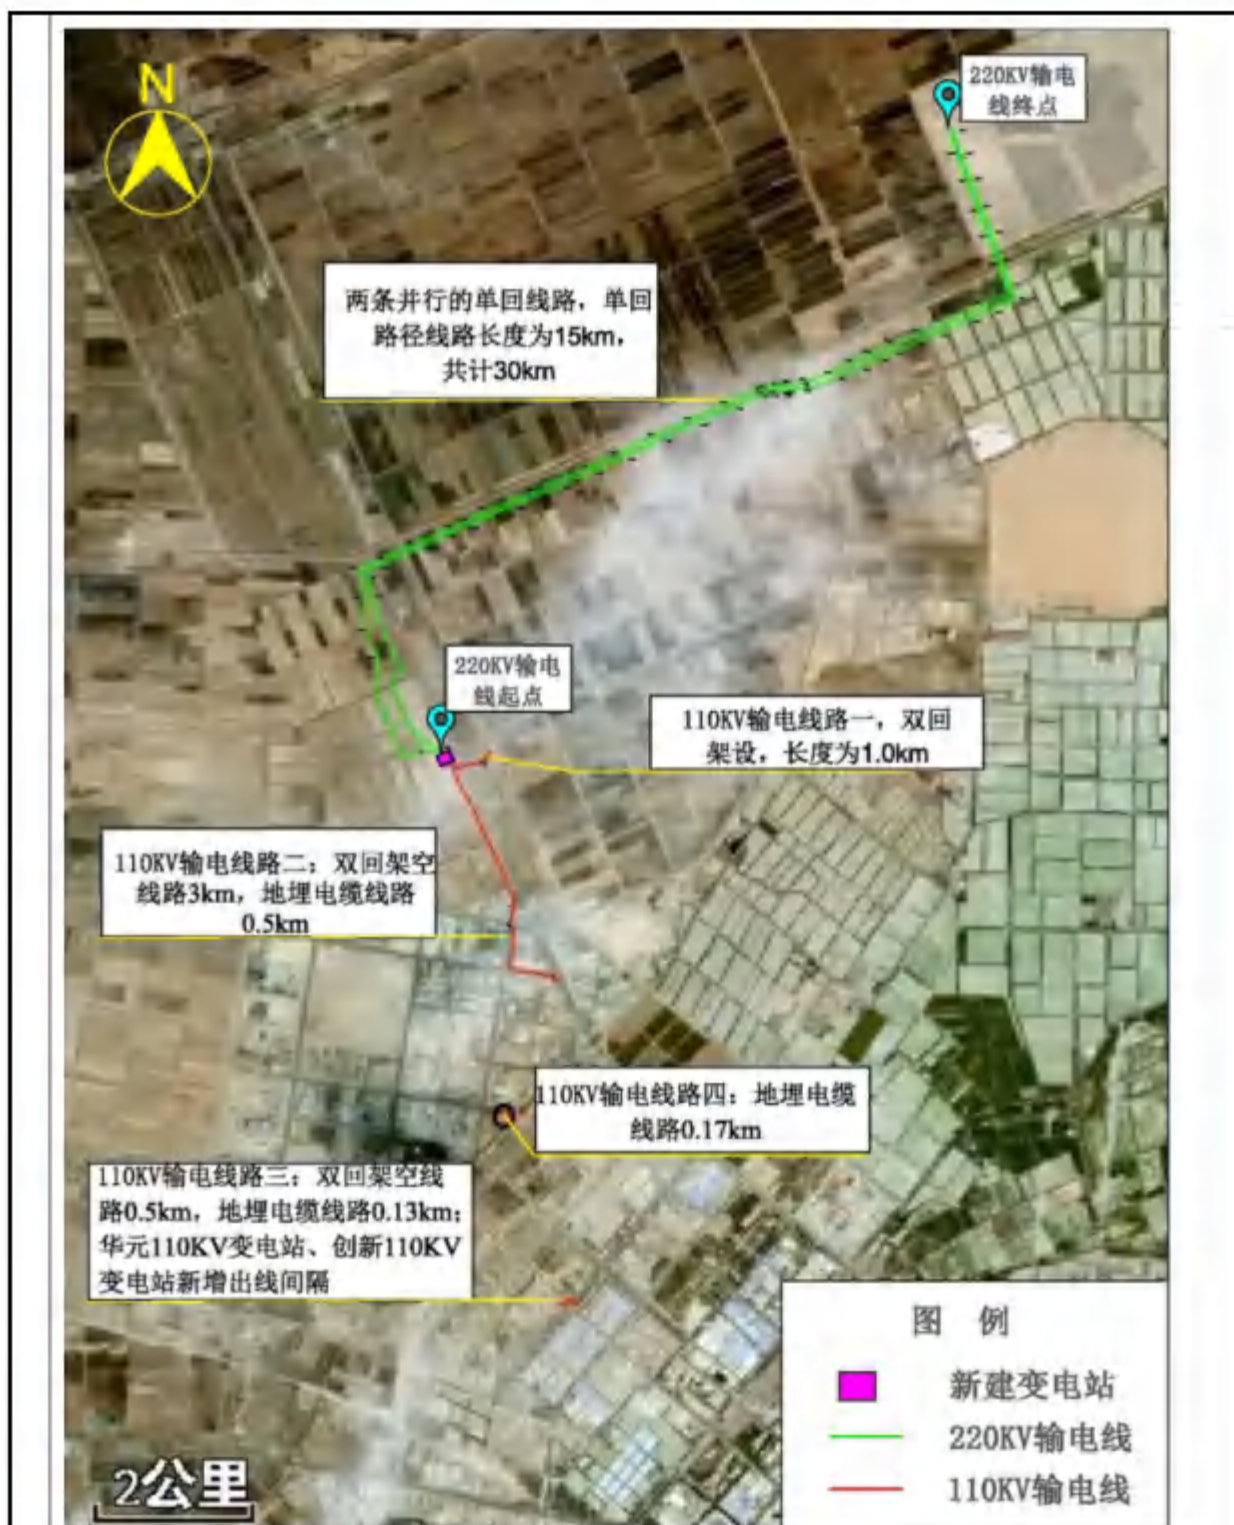 N
220KV输电
线终点
两条并行的单回线路，单回
路径线路长度为15km，
共计30km
220KV输电
线起点
110KV输电线路一，双回
架设，长度为1.0km
110KV输电线路二；双回架空
线路3km，地埋电缆线路
0.5km
110KV输电线路四：地埋电缆
线路0.17km
110KV输电线路三：双回架空线
路0.5km，地埋电缆线路0.13km；
华元110KV变电站、创新110KV
变电站新增出线间隔
图 例
新建变电站
220KV输电线
110KV输电线
2公里